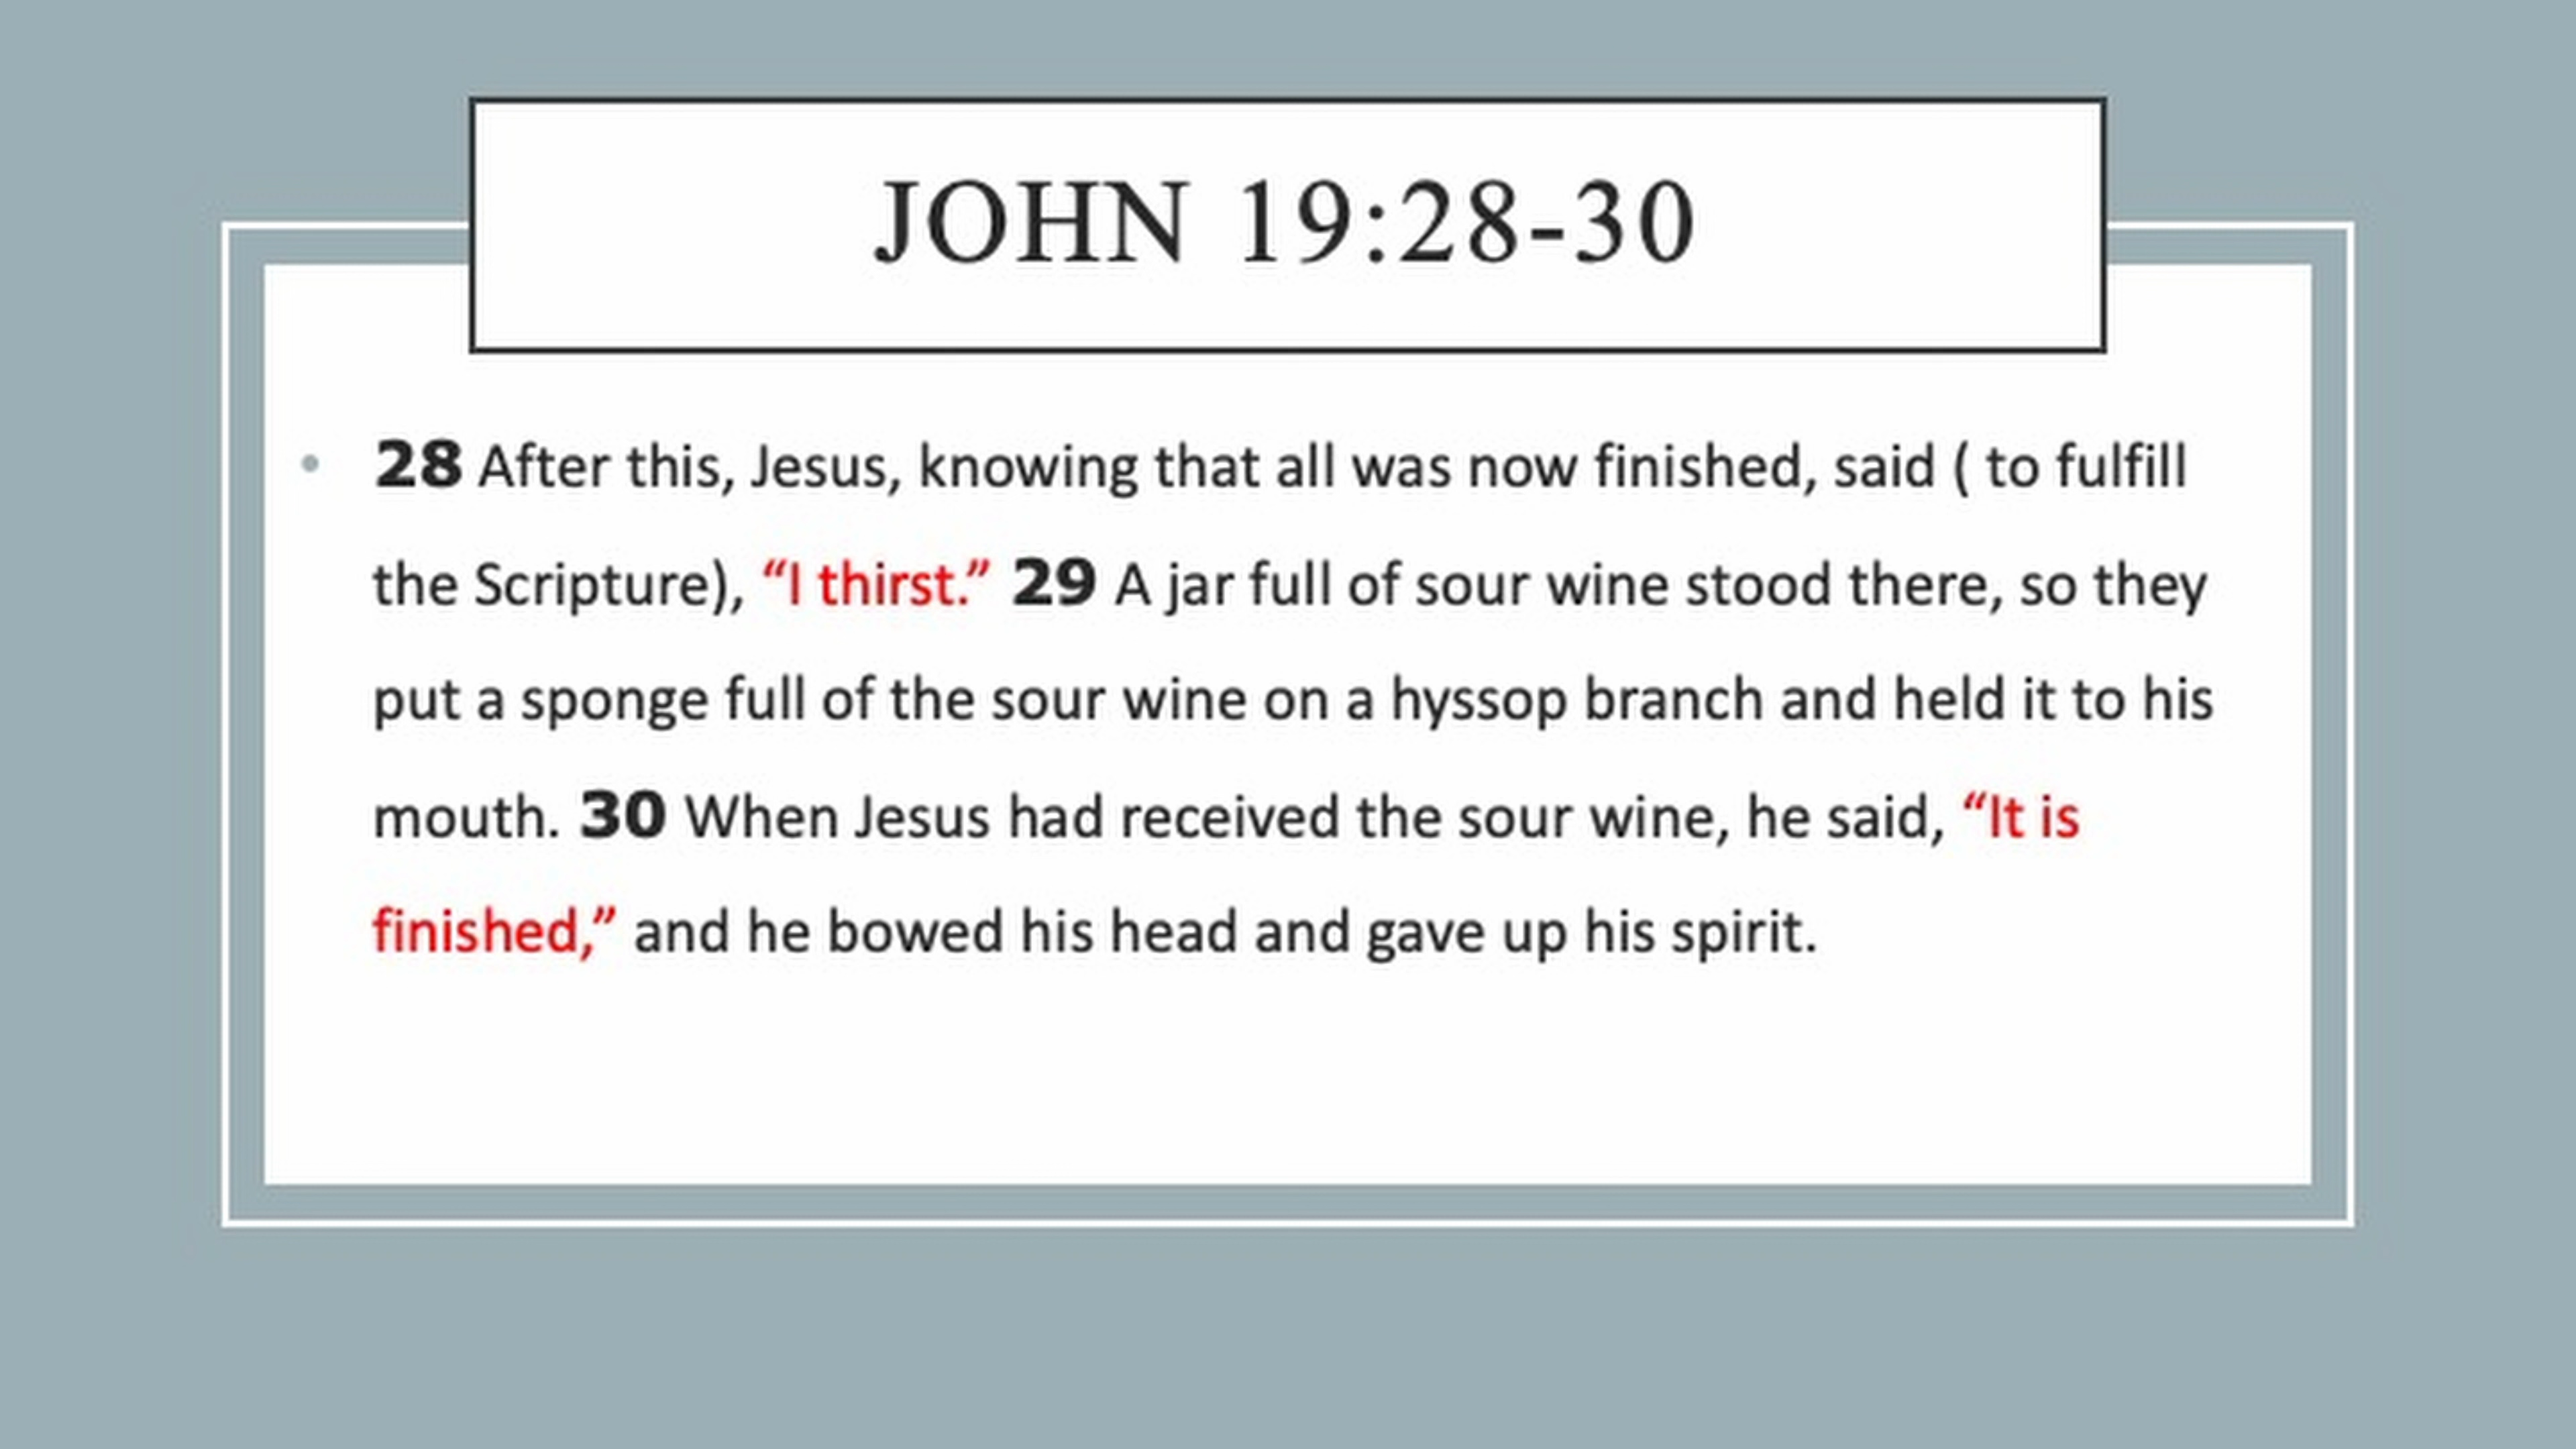 JOHN 19:28-30
• 28 After this, Jesus, knowing that all was now finished, said ( to fulfill
the Scripture), “I thirst.” 29 A jar full of sour wine stood there, so they
put a sponge full of the sour wine on a hyssop branch and held it to his
mouth. 30 When Jesus had received the sour wine, he said, “It is
finished,” and he bowed his head and gave up his spirit.